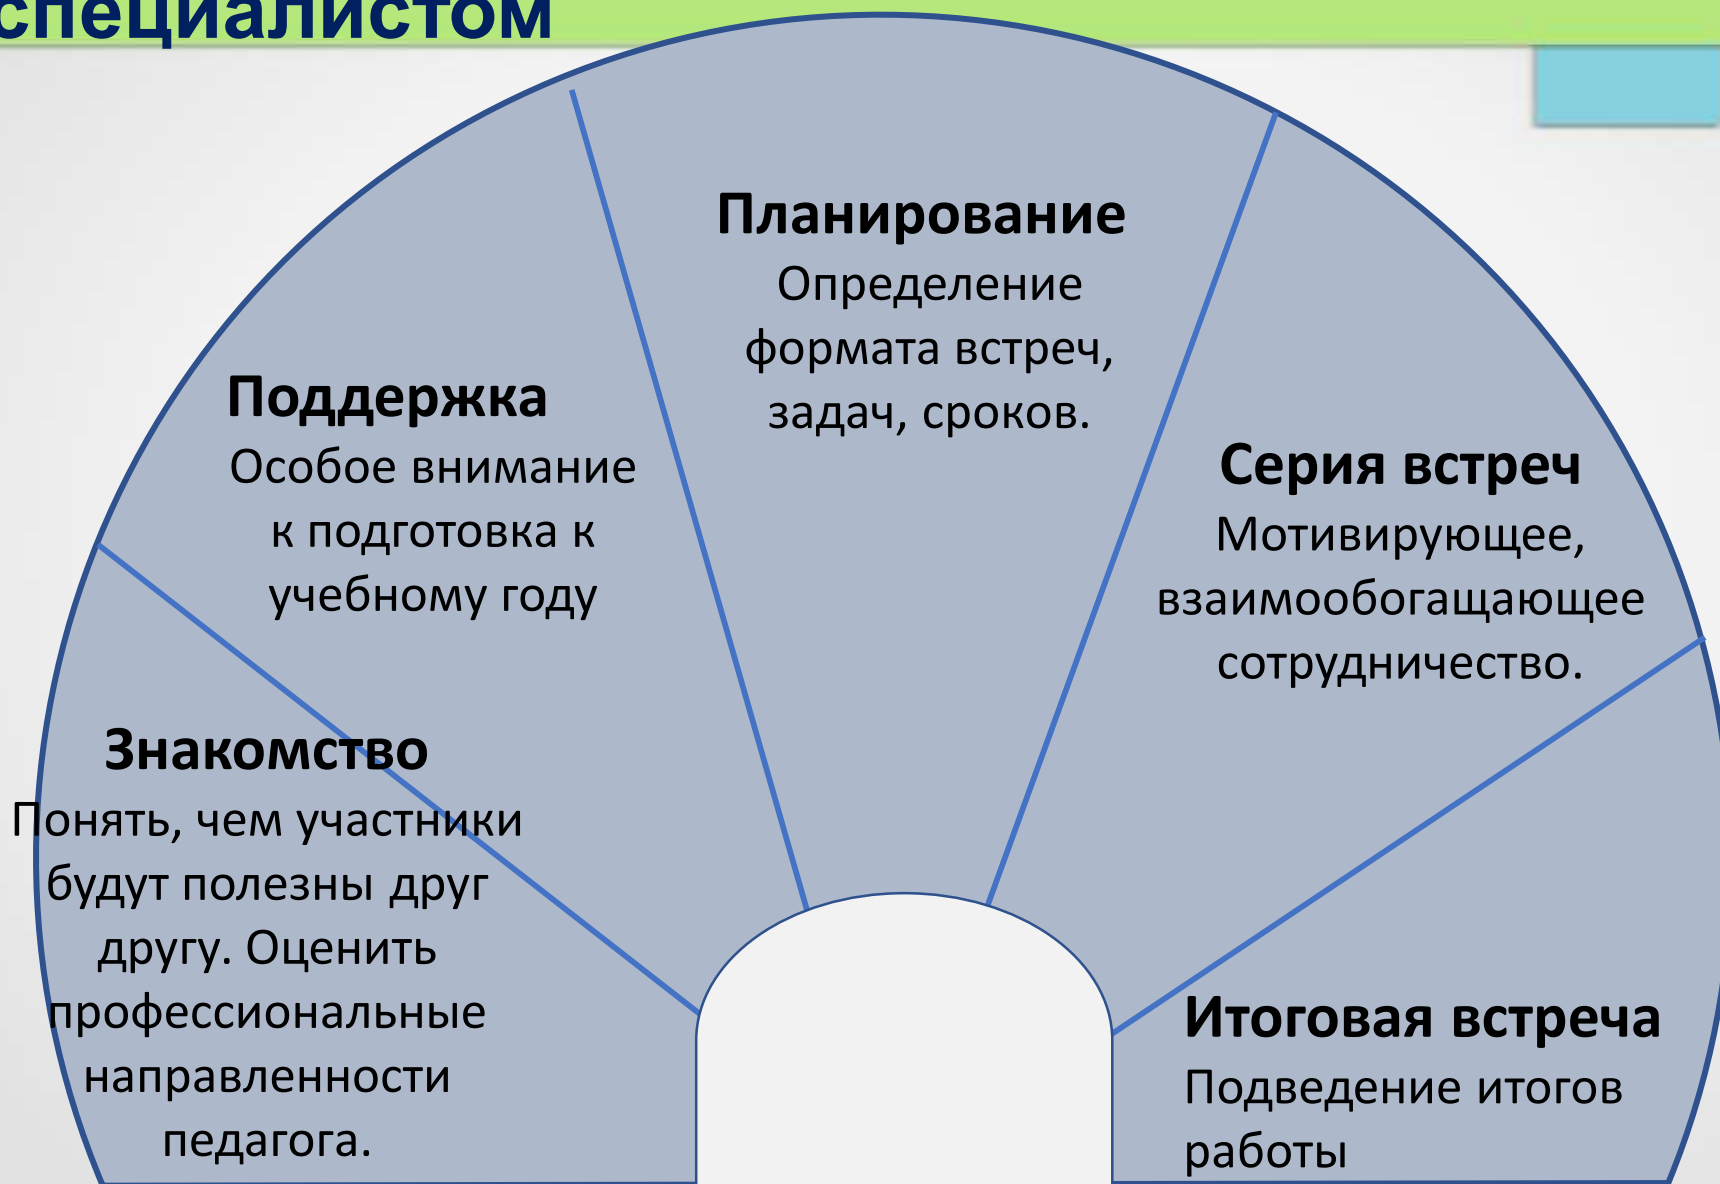 специалистом
Знакомство
Понять, чем участники
будут полезны друг
другу. Оценить
профессиональные
направленности
педагога.
Поддержка
Особое внимание
к подготовка к
учебному году
Планирование
Определение
формата встреч,
задач, сроков.
Серия встреч
Мотивирующее,
взаимообогащающее
сотрудничество.
Итоговая встреча
Подведение итогов
работы